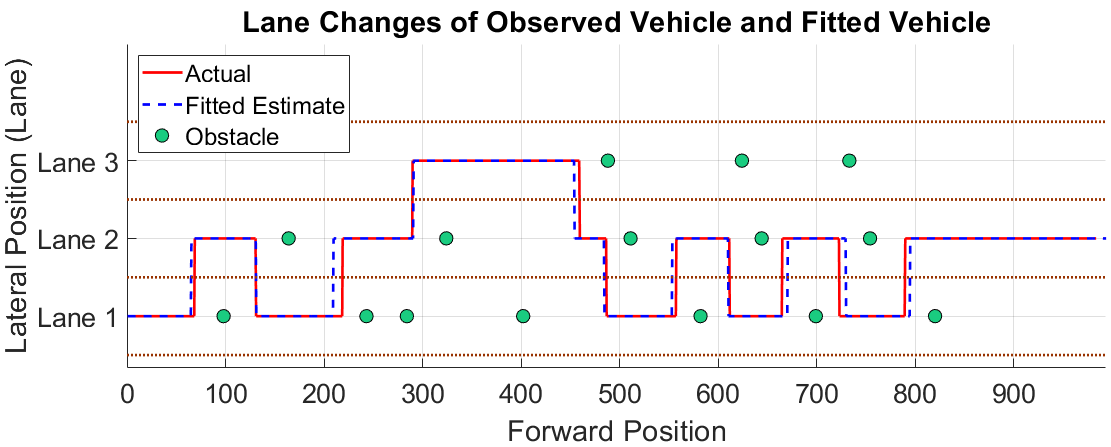 Lane Changes of Observed Vehicle and Fitted Vehicle
Actual
Fitted Estimate
Obstacle
Lateral Position (Lane)
Lane 3
Lane 2
Lane 1
0 100 200 300 400 500 600 700 800 900
Forward Position